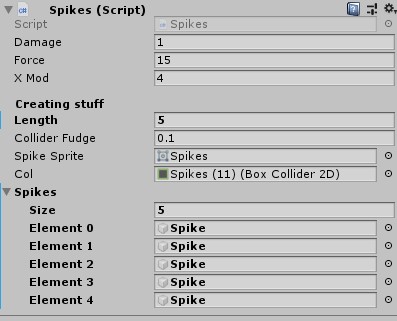 Spikes (Script)
Script Spikes
Damage 1
Force 15
X Mod 4
Creating stuff
Length 5
Collider Fudge 0.1
Spike Sprite Spikes
Col Spikes (11) (Box Collider 2D)
Spikes
Size 5
Element 0 Spike
Element 1 Spike
Element 2 Spike
Element 3 Spike
Element 4 Spike